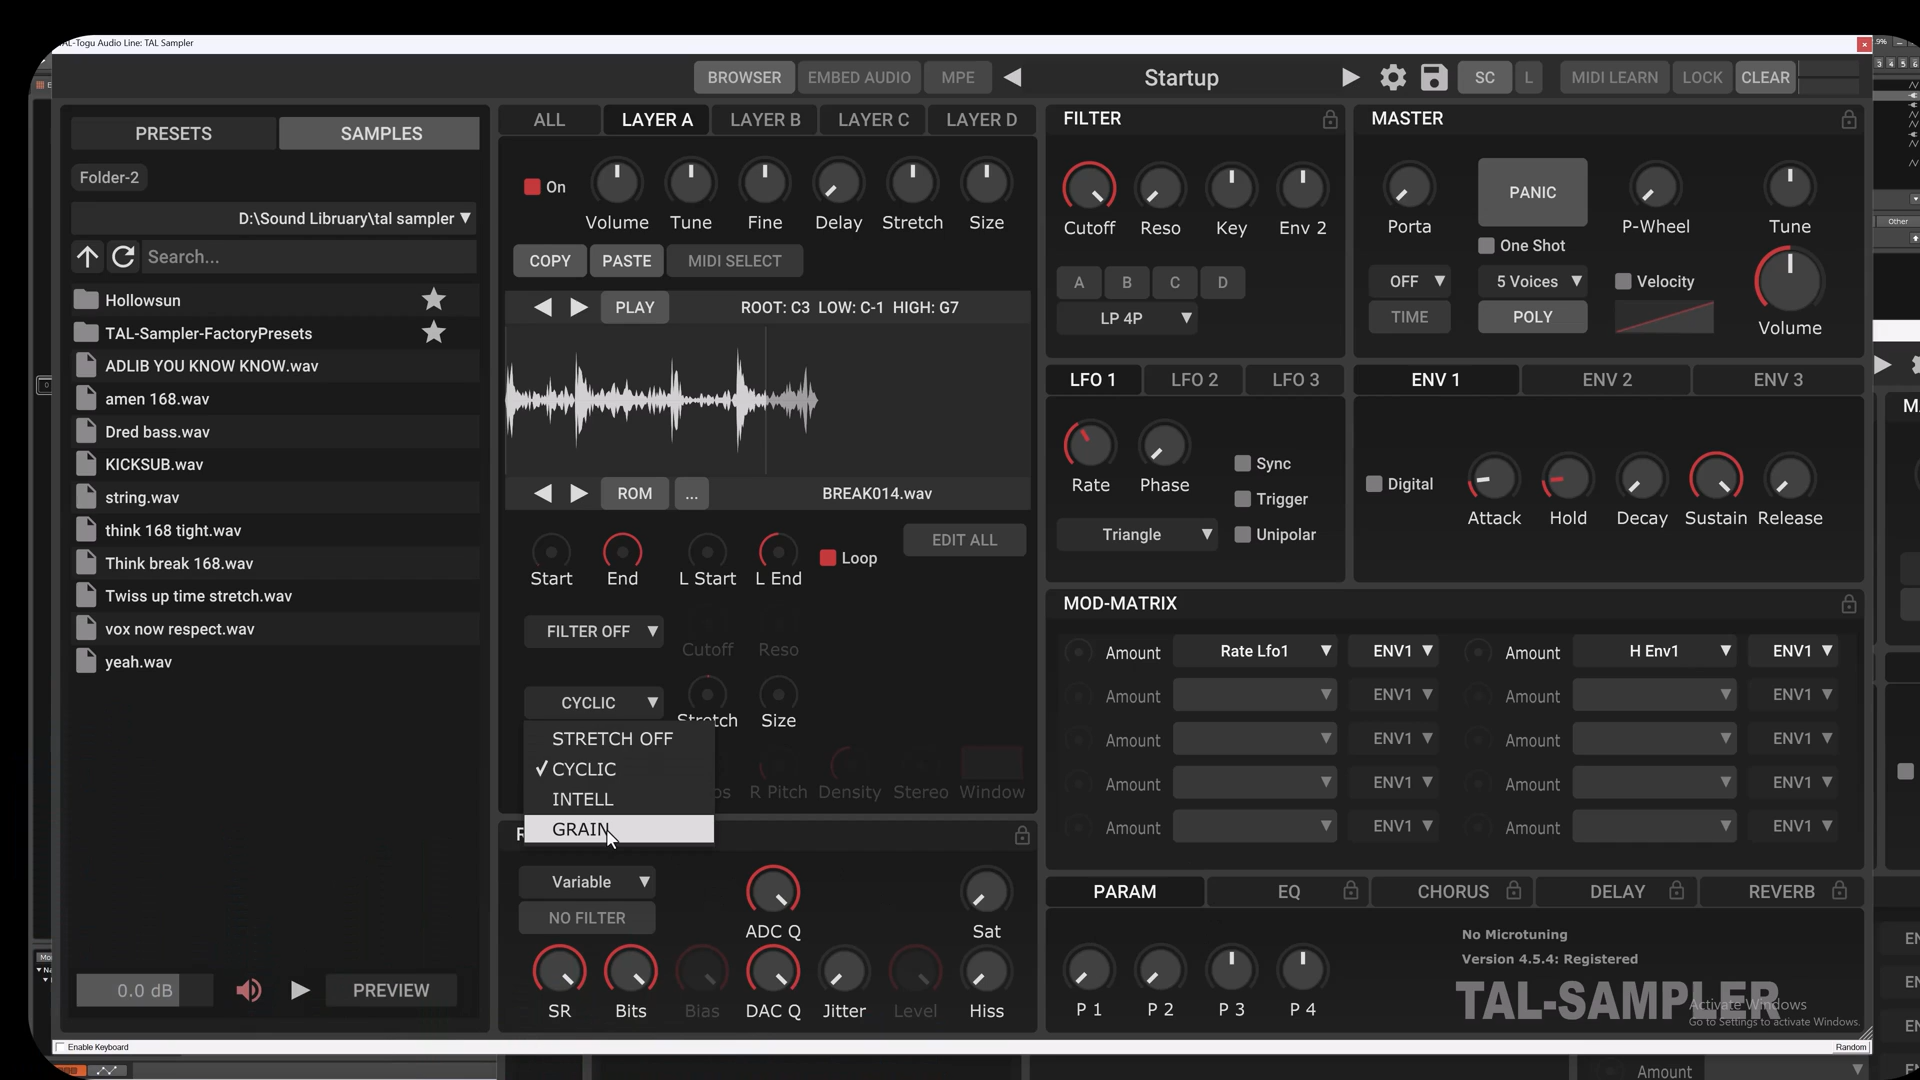 TAL-Togu Audio Line: TAL Sampler
BROWSER EMBED AUDIO MPE Startup SC L MIDI LEARN LOCK CLEAR
PRESETS SAMPLES
Folder-2
D:\Sound Library\tal sampler
Search...
Hollowsun
TAL-Sampler-FactoryPresets
ADLIB YOU KNOW KNOW.wav
amen 168.wav
Dred bass.wav
KICKSUB.wav
string.wav
think 168 tight.wav
Think break 168.wav
Twiss up time stretch.wav
vox now respect.wav
yeah.wav
0.0 dB PREVIEW
ALL LAYER A LAYER B LAYER C LAYER D
On Volume Tune Fine Delay Stretch Size
COPY PASTE MIDI SELECT
PLAY ROOT: C3 LOW: C-1 HIGH: G7
ROM ... BREAK014.wav
EDIT ALL
Start End L Start L End Loop
FILTER OFF Cutoff Reso
CYCLIC Stretch Size
STRETCH OFF
CYCLIC
INTELL
GRAIN
R Pitch Density Stereo Window
Variable
NO FILTER
ADC Q Sat
SR Bits Bias DAC Q Jitter Level Hiss
FILTER
Cutoff Reso Key Env 2
A B C D
LP 4P
MASTER
Porta PANIC P-Wheel Tune
One Shot
OFF 5 Voices Velocity
TIME POLY Volume
LFO 1 LFO 2 LFO 3
Rate Phase Sync
Trigger
Triangle Unipolar
ENV 1 ENV 2 ENV 3
Digital Attack Hold Decay Sustain Release
MOD-MATRIX
Amount Rate Lfo1 ENV1 Amount H Env1 ENV1
Amount ENV1 Amount ENV1
Amount ENV1 Amount ENV1
Amount ENV1 Amount ENV1
Amount ENV1 Amount ENV1
PARAM EQ CHORUS DELAY REVERB
P 1 P 2 P 3 P 4
No Microtuning
Version 4.5.4: Registered
TAL-SAMPLER
Activate Windows
Go to Settings to activate Windows.
Enable Keyboard Random
Other
Amount